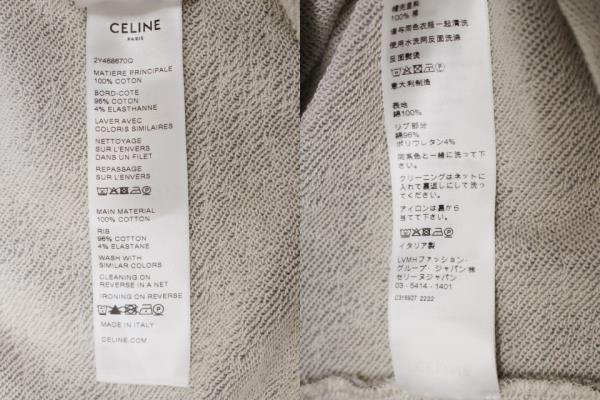 CELINE
PARIS
2Y468670Q
MATIERE PRINCIPALE
100% COTON
BORD-COTE
96% COTON
4% ELASTHANNE
LAVER AVEC
COLORIS SIMILAIRES
NETTOYAGE
SUR L'ENVERS
DANS UN FILET
REPASSAGE
SUR L'ENVERS
MAIN MATERIAL
100% COTTON
RIB
96% COTTON
4% ELASTANE
WASH WITH
SIMILAR COLORS
CLEANING ON
REVERSE IN A NET
IRONING ON REVERSE
MADE IN ITALY
CELINE.COM
100% 棉
请与同色衣服一起清洗
使用水洗网反面洗涤
反面熨烫
意大利制造
表地
綿100%
リブ部分
綿96%
ポリウレタン4%
同系色と一緒に洗って下
さい。
クリーニングはネットに
入れて裏返しにして洗っ
てください。
アイロンは裏から
当てて下さい.
イタリア製
LVMHファッション・
グループ・ジャパン㈱
セリーヌジャパン
03 - 5414 - 1401
C316927 2222